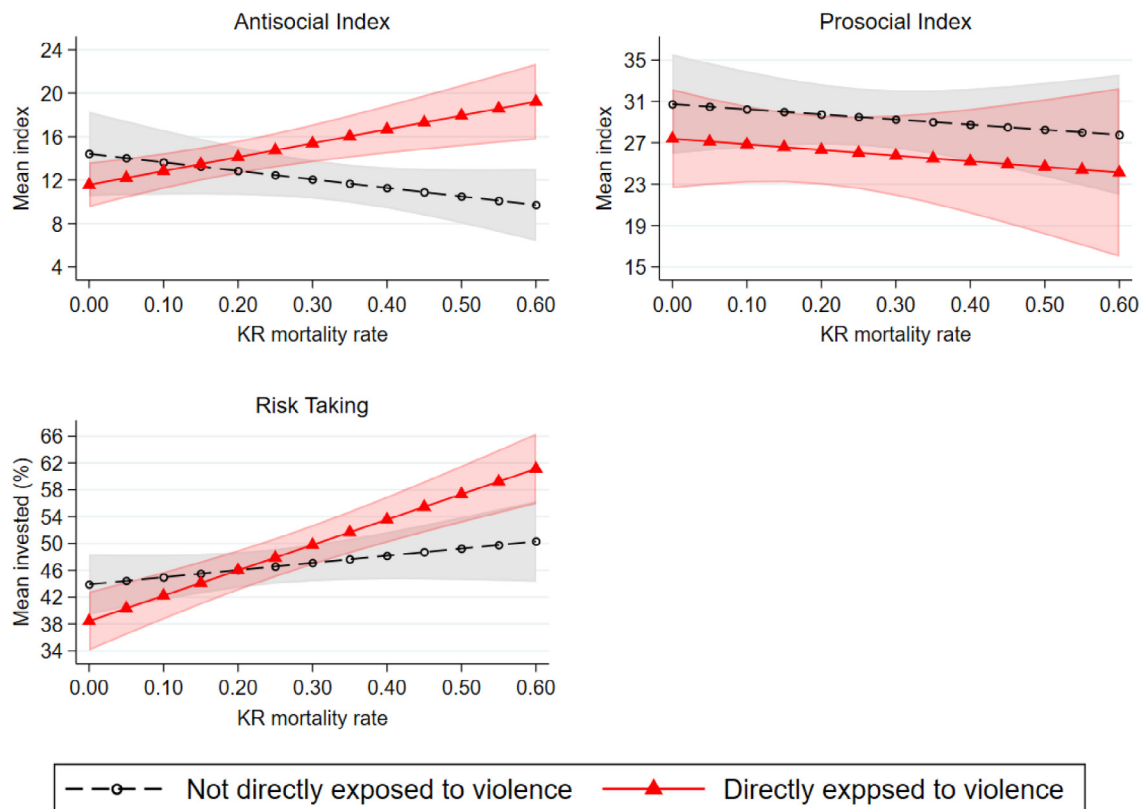 Antisocial Index
Mean index
24
20
16
12
8
4
0.00 0.10 0.20 0.30 0.40 0.50 0.60
KR mortality rate
Prosocial Index
Mean index
35
31
27
23
19
15
0.00 0.10 0.20 0.30 0.40 0.50 0.60
KR mortality rate
Risk Taking
Mean invested (%)
66
62
58
54
50
46
42
38
34
0.00 0.10 0.20 0.30 0.40 0.50 0.60
KR mortality rate
Not directly exposed to violence Directly exppsed to violence